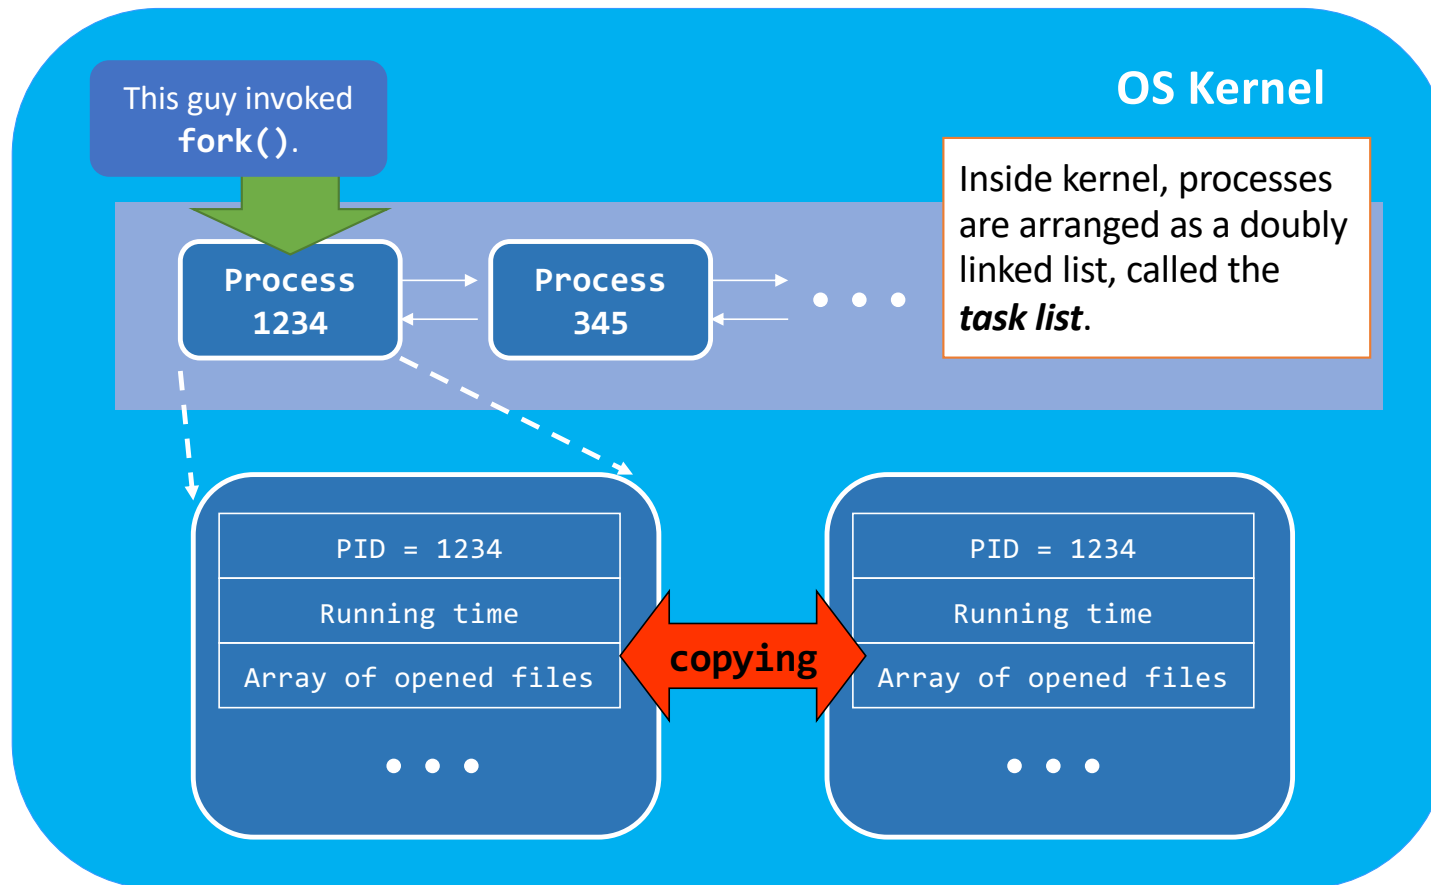 This guy invoked
fork().
OS Kernel
Inside kernel, processes
are arranged as a doubly
linked list, called the
task list.
Process
1234
Process
345
PID = 1234
Running time
Array of opened files
copying
PID = 1234
Running time
Array of opened files